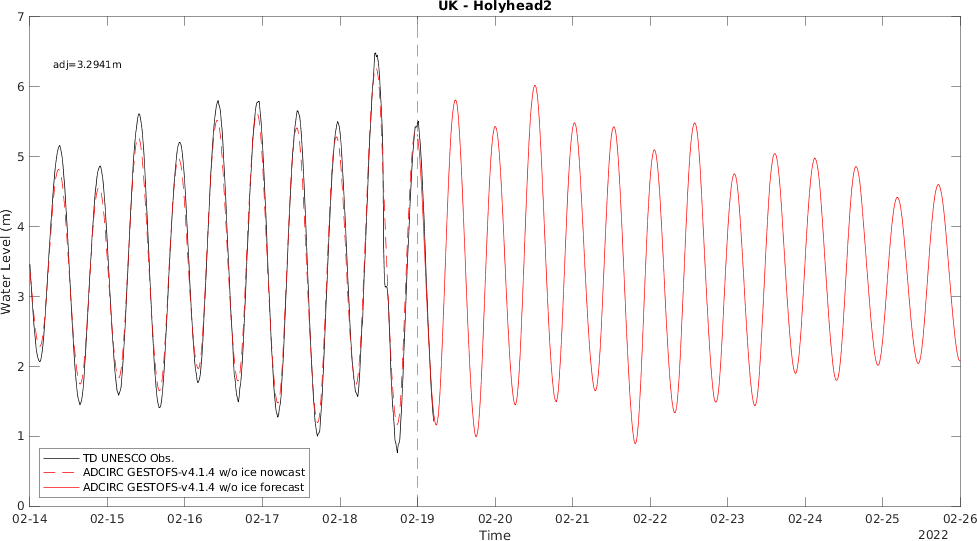 UK - Holyhead2
adj=3.2941m
Water Level (m)
7
6
5
4
3
2
1
0
TD UNESCO Obs.
ADCIRC GESTOFS-v4.1.4 w/o ice nowcast
ADCIRC GESTOFS-v4.1.4 w/o ice forecast
02-14 02-15 02-16 02-17 02-18 02-19 02-20 02-21 02-22 02-23 02-24 02-25 02-26
Time
2022